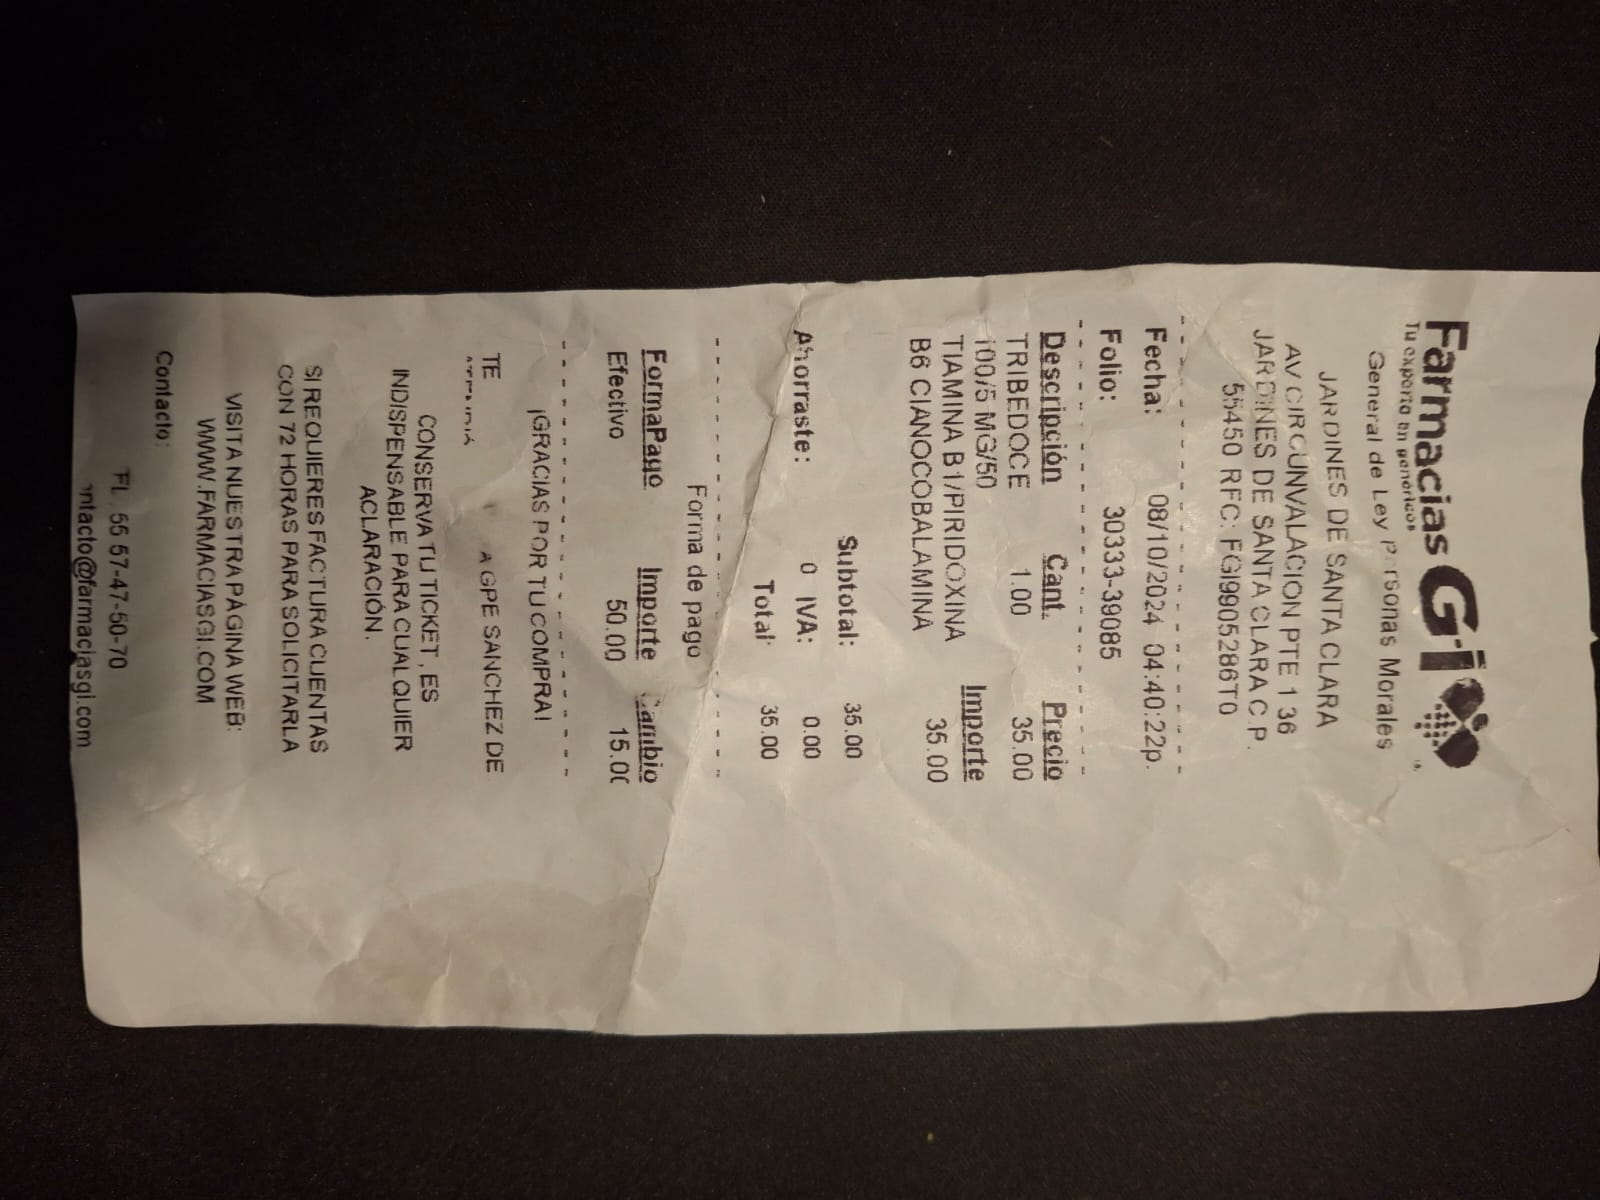 Farmacias Gi
Tu experto en genéricos
General de Ley Personas Morales
JARDINES DE SANTA CLARA
AV CIRCUNVALACION PTE 1 36
JARDINES DE SANTA CLARA C.P.
55450 RFC: FGI9905286T0
Fecha: 08/10/2024 04:40:22p.
Folio: 30333-39085
Descripción Cant. Precio
TRIBEDOCE 1.00 35.00
100/5 MG/50 Importe
TIAMINA B1/PIRIDOXINA
B6 CIANOCOBALAMINA 35.00
Subtotal: 35.00
Ahorraste: 0 IVA: 0.00
Total: 35.00
Forma de pago
FormaPago Importe Cambio
Efectivo 50.00 15.00
¡GRACIAS POR TU COMPRA!
TE A GPE SANCHEZ DE
CONSERVA TU TICKET , ES
INDISPENSABLE PARA CUALQUIER
ACLARACIÓN.
SI REQUIERES FACTURA CUENTAS
CON 72 HORAS PARA SOLICITARLA
VISITA NUESTRA PÁGINA WEB:
WWW.FARMACIASGI.COM
Contacto:
55 57-47-50-70
ntacto@farmaciasgi.com